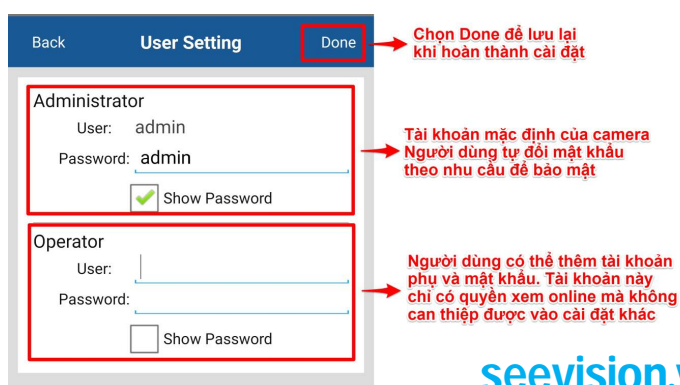 Back User Setting Done
Chọn Done để lưu lại
khi hoàn thành cài đặt
Administrator
User: admin
Password: admin
Show Password
Tài khoản mặc định của camera
Người dùng tự đổi mật khẩu
theo nhu cầu để bảo mật
Operator
User:
Password:
Show Password
Người dùng có thể thêm tài khoản
phụ và mật khẩu. Tài khoản này
chỉ có quyền xem online mà không
can thiệp được vào cài đặt khác
seevision.v